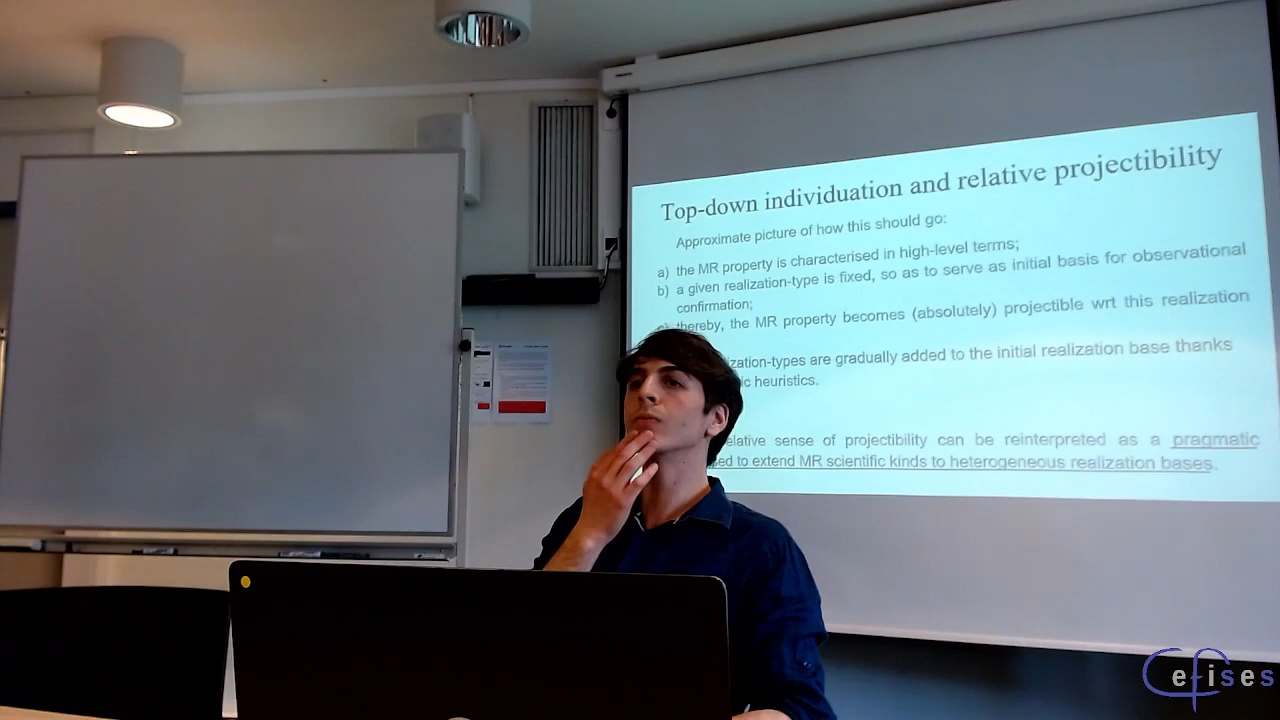 Top-down individuation and relative projectibility
Approximate picture of how this should go:
a) the MR property is characterised in high-level terms;
b) a given realization-type is fixed, so as to serve as initial basis for observational
confirmation;
thereby, the MR property becomes (absolutely) projectible wrt this realization
zation-types are gradually added to the initial realization base thanks
ic heuristics.
elative sense of projectibility can be reinterpreted as a pragmatic
sed to extend MR scientific kinds to heterogeneous realization bases.
Cefises